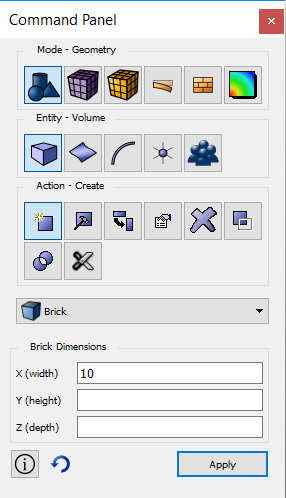 Command Panel
Mode - Geometry
Entity - Volume
Action - Create
Brick
Brick Dimensions
X (width) 10
Y (height)
Z (depth)
Apply